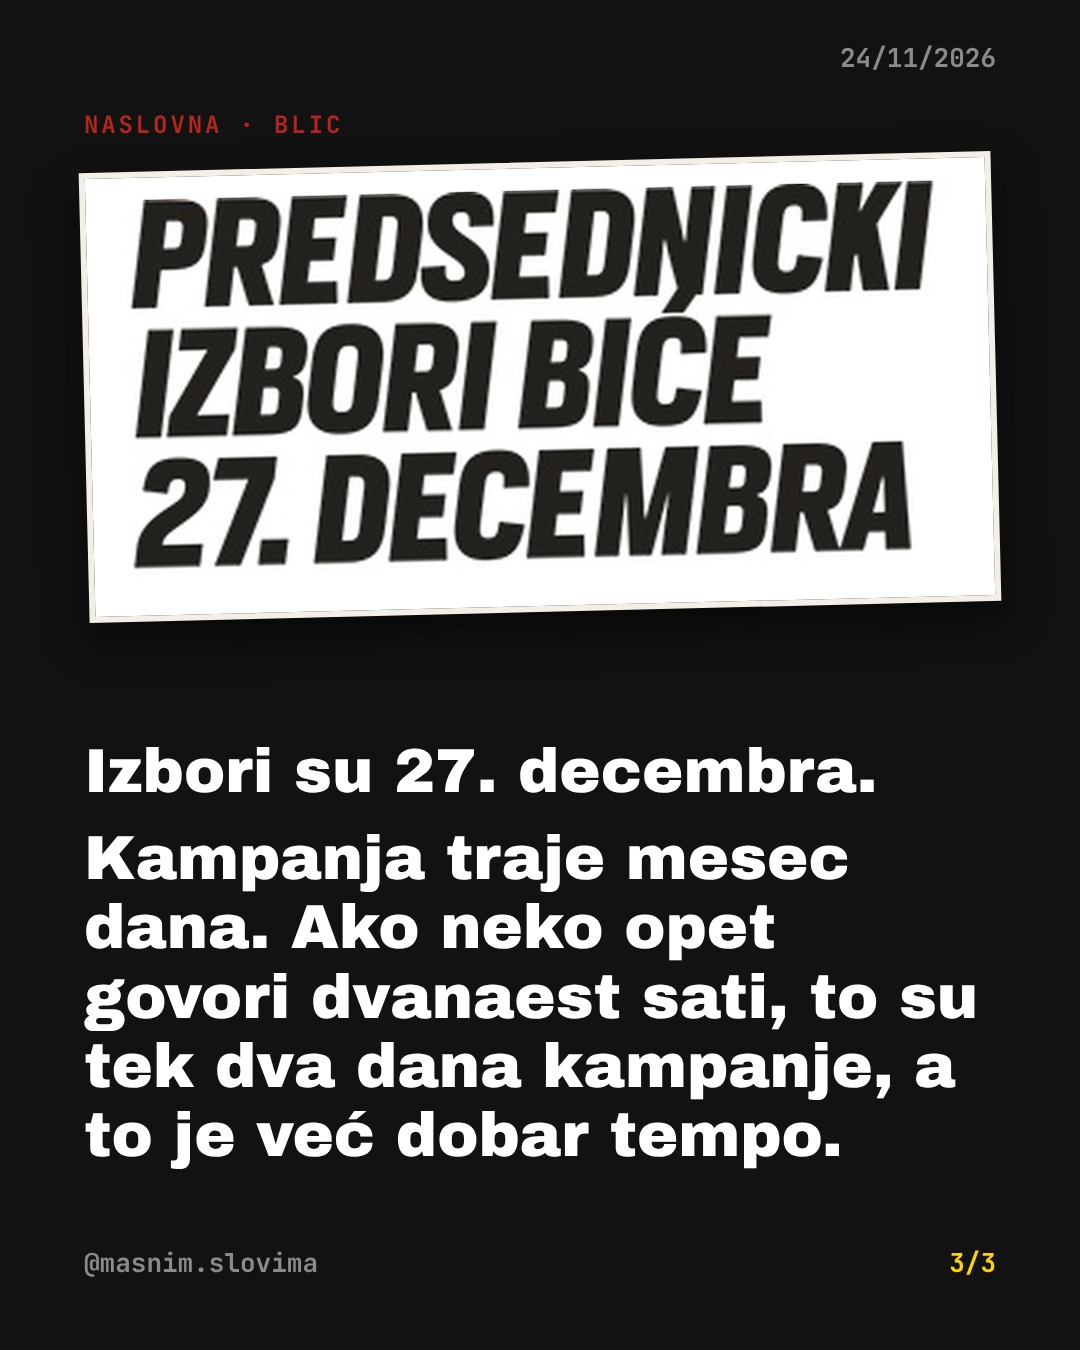 24/11/2026
NASLOVNA · BLIC
PREDSEDNICKI
IZBORI BIĆE
27. DECEMBRA
Izbori su 27. decembra.
Kampanja traje mesec
dana. Ako neko opet
govori dvanaest sati, to su
tek dva dana kampanje, a
to je već dobar tempo.
@masnim.slovima
3/3